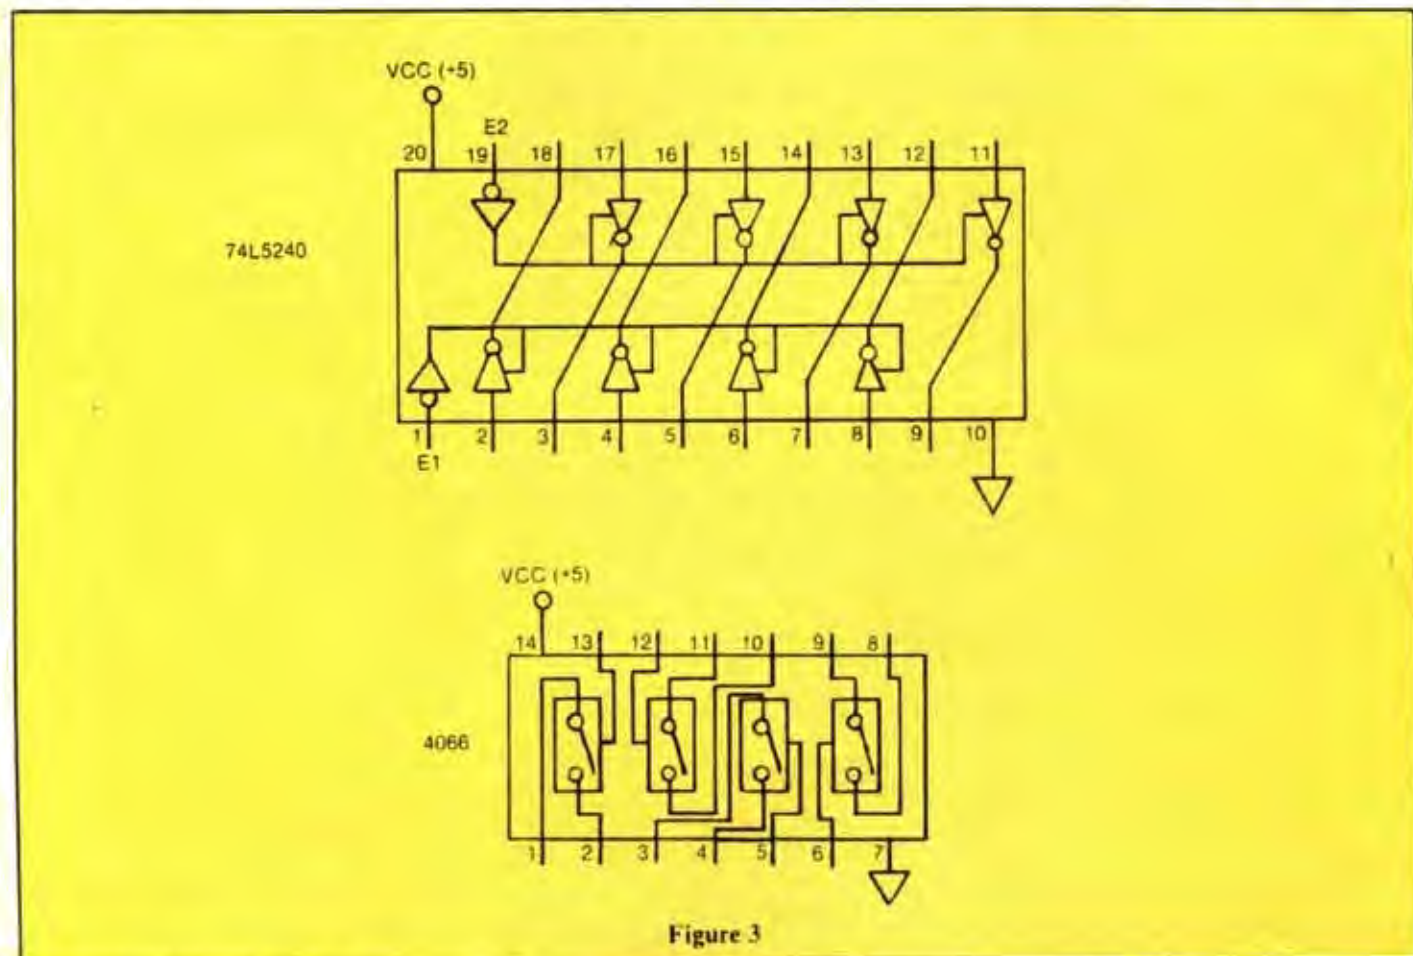 VCC (+5)
E2
20 19 18 17 16 15 14 13 12 11
74L5240
1 2 3 4 5 6 7 8 9 10
E1
VCC (+5)
14 13 12 11 10 9 8
4066
1 2 3 4 5 6 7
Figure 3